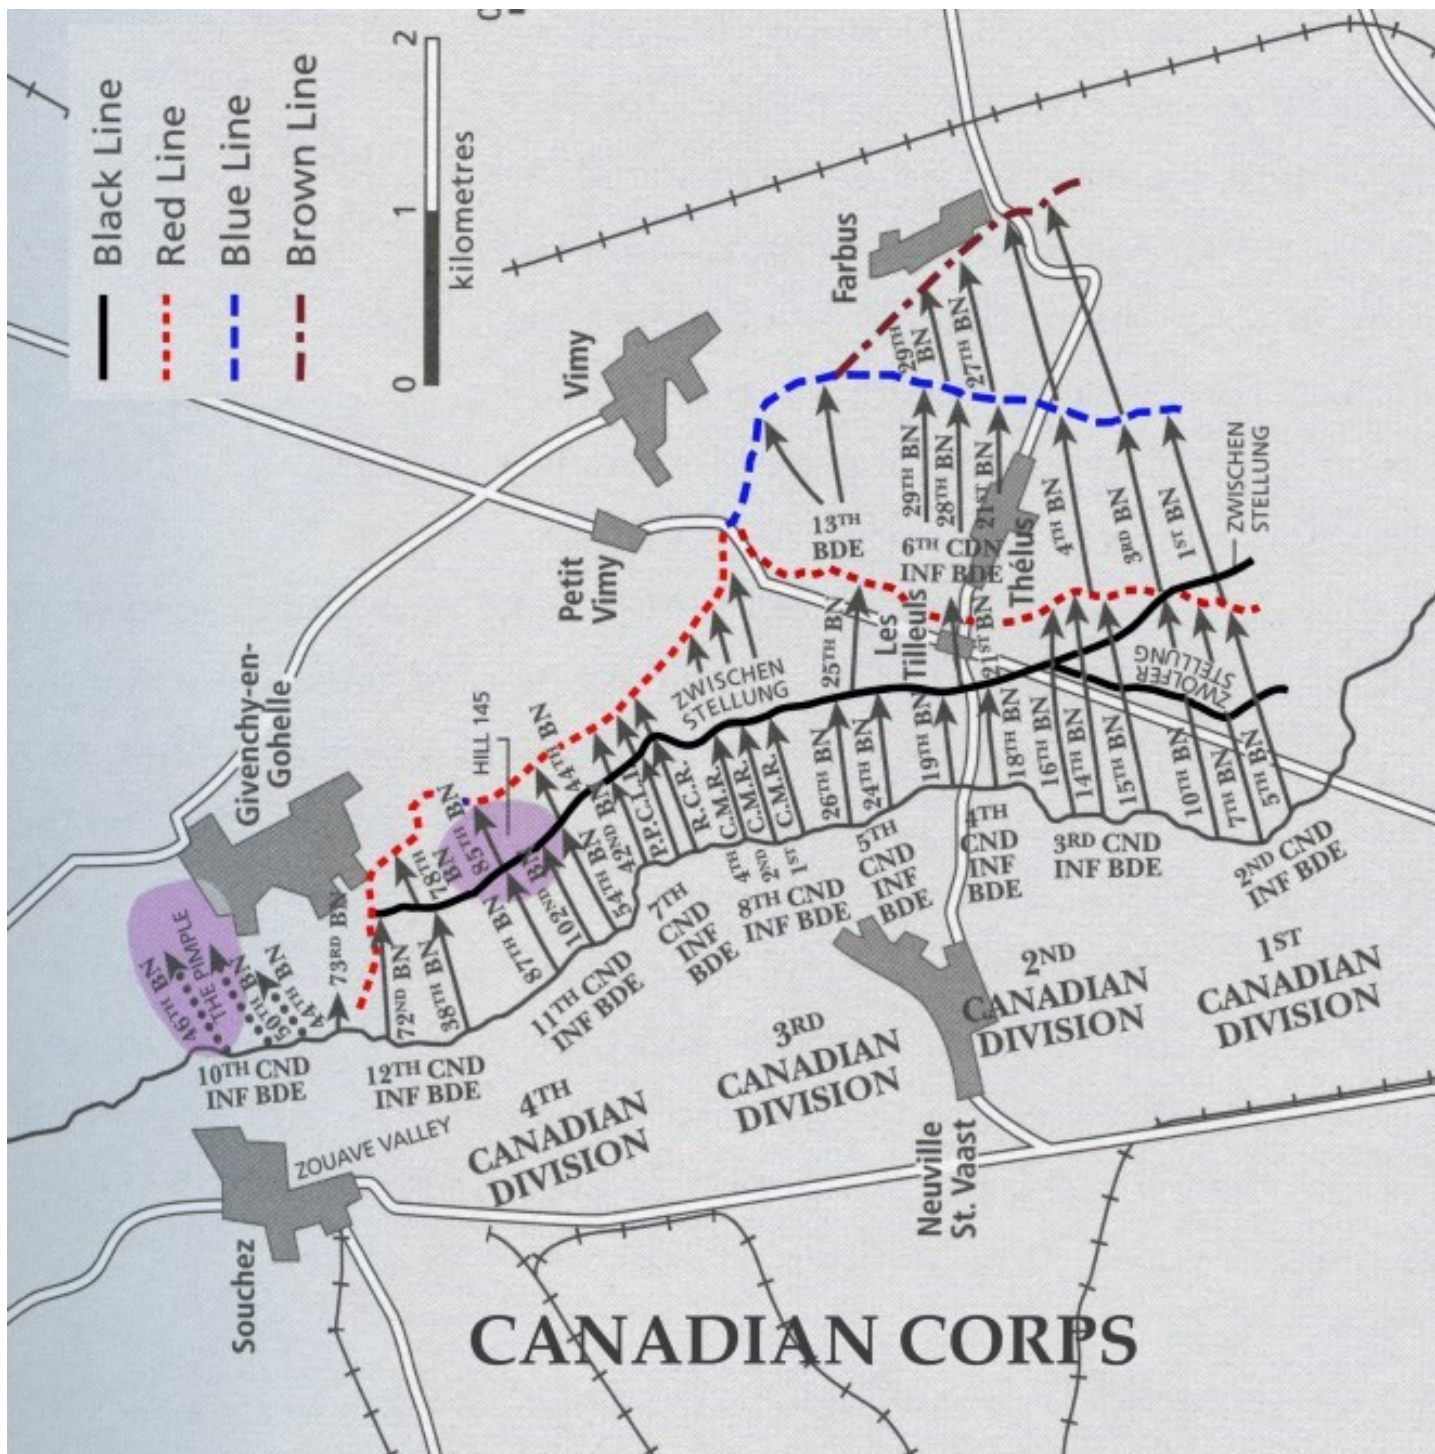 Black Line
Red Line
Blue Line
Brown Line
0
1
2
kilometres
Vimy
Farbus
Petit
Vimy
Givenchy-en-
Gohelle
HILL 145
ZWISCHEN
STELLUNG
13TH
BDE
29TH
BN
27TH BN
29TH BN
28TH BN
21ST BN
6TH CDN
INF BDE
Thélus
4TH BN
3RD BN
1ST BN
ZWISCHEN
STELLUNG
ZWOLFER
STELLUNG
Les
Tilleuls
25TH BN
21ST BN
46TH BN
THE PIMPLE
50TH BN
44TH BN
73RD BN
72ND BN
38TH BN
78TH
BN
85TH BN
87TH BN
102ND BN
54TH BN
44TH BN
42ND BN
P.P.C.L.I.
R.C.R.
4TH C.M.R.
2ND C.M.R.
1ST C.M.R.
26TH BN
24TH BN
19TH BN
18TH BN
16TH BN
14TH BN
15TH BN
10TH BN
7TH BN
5TH BN
10TH CND
INF BDE
12TH CND
INF BDE
11TH CND
INF BDE
7TH
CND
INF
BDE
8TH CND
INF BDE
5TH
CND
INF
BDE
4TH
CND
INF
BDE
3RD CND
INF BDE
2ND CND
INF BDE
4TH
CANADIAN
DIVISION
3RD
CANADIAN
DIVISION
2ND
CANADIAN
DIVISION
1ST
CANADIAN
DIVISION
ZOUAVE VALLEY
Souchez
Neuville
St. Vaast
CANADIAN CORPS